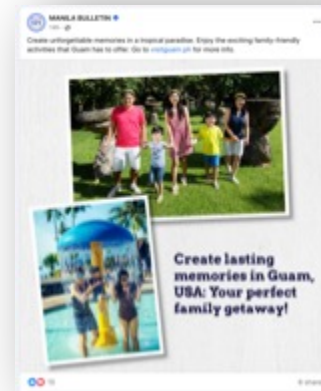 MANILA BULLETIN
Create unforgettable memories in a tropical paradise. Enjoy the exciting family-friendly
activities that Guam has to offer. Go to visitguam.ph for more info.
Create lasting
memories in Guam,
USA: Your perfect
family getaway!